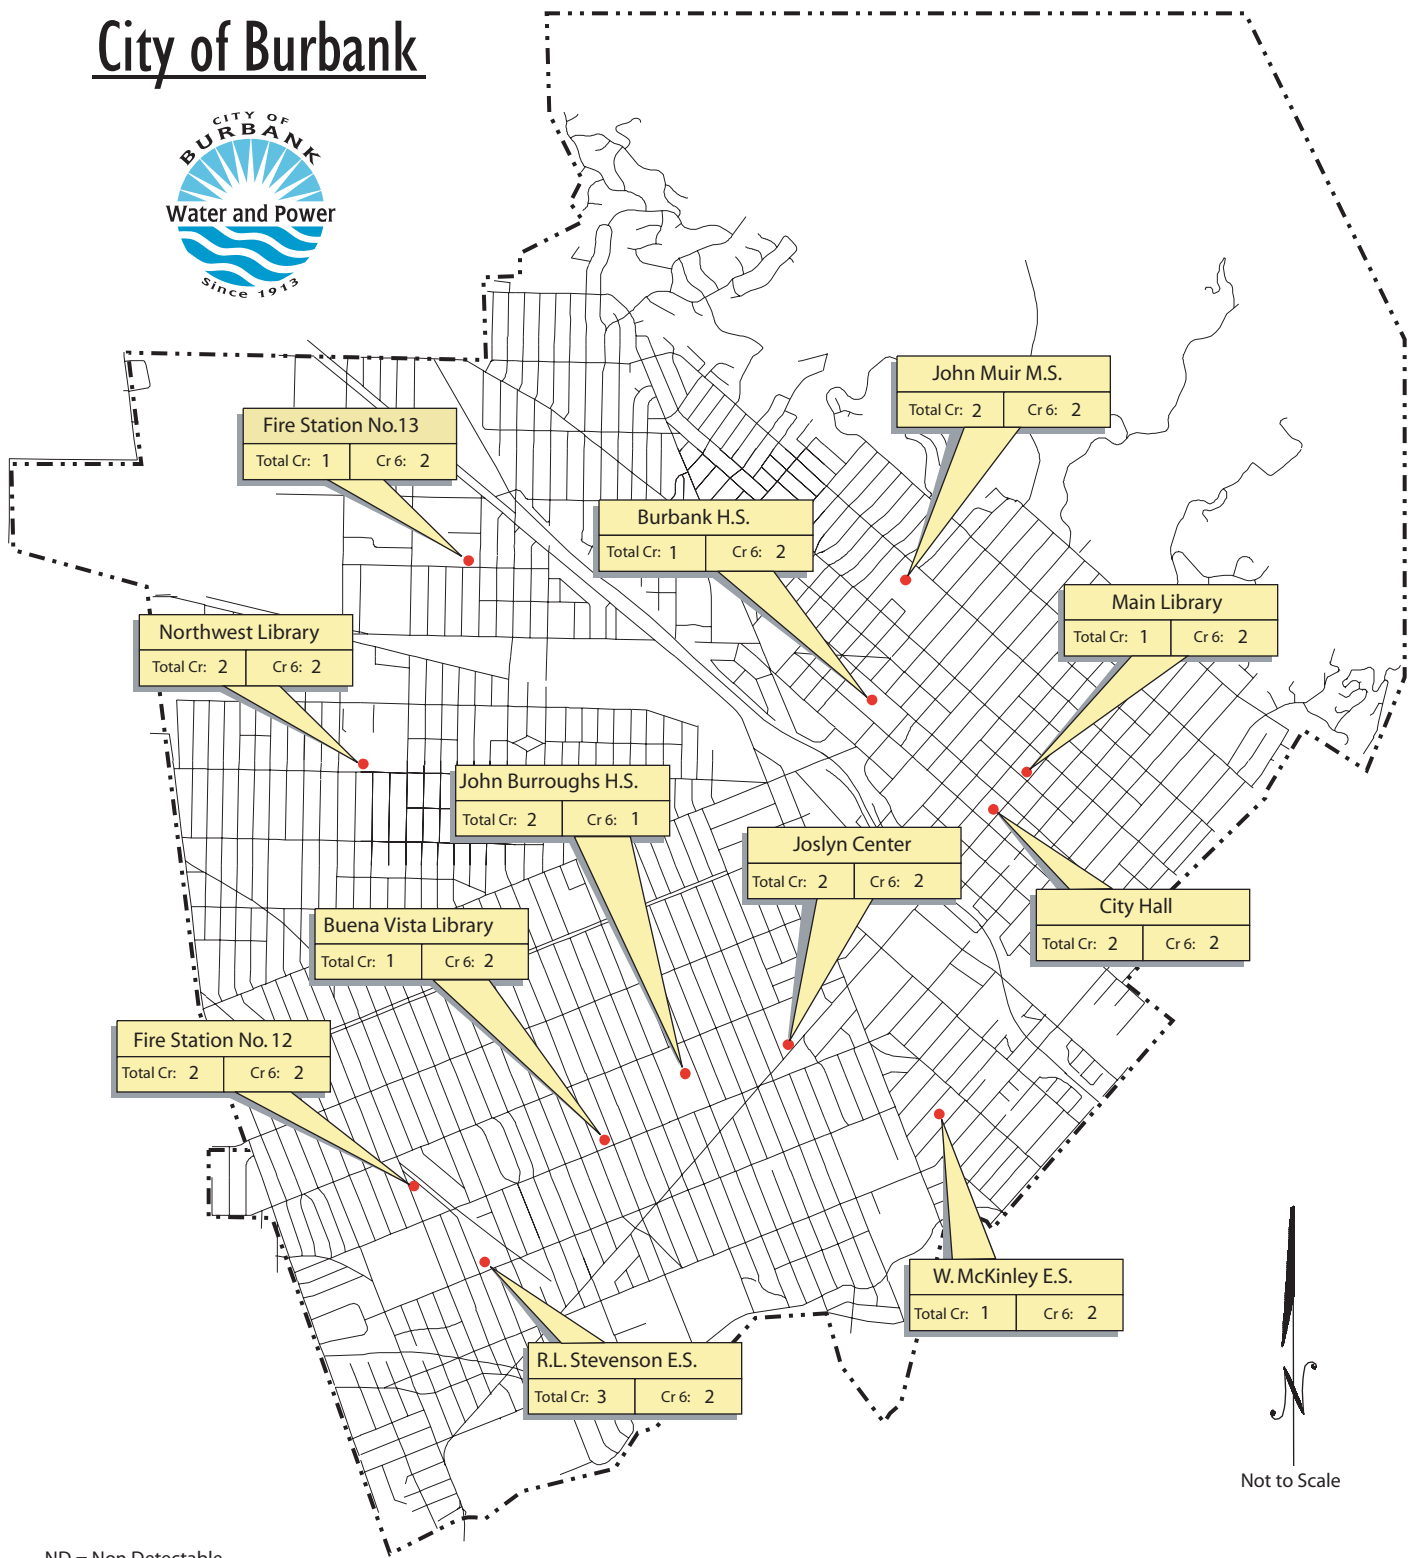 City of Burbank
CITY OF
BURBANK
Water and Power
Since 1913
John Muir M.S.
Total Cr: 2 Cr 6: 2
Fire Station No.13
Total Cr: 1 Cr 6: 2
Burbank H.S.
Total Cr: 1 Cr 6: 2
Main Library
Total Cr: 1 Cr 6: 2
Northwest Library
Total Cr: 2 Cr 6: 2
John Burroughs H.S.
Total Cr: 2 Cr 6: 1
Joslyn Center
Total Cr: 2 Cr 6: 2
City Hall
Total Cr: 2 Cr 6: 2
Buena Vista Library
Total Cr: 1 Cr 6: 2
Fire Station No. 12
Total Cr: 2 Cr 6: 2
W. McKinley E.S.
Total Cr: 1 Cr 6: 2
R.L. Stevenson E.S.
Total Cr: 3 Cr 6: 2
N
Not to Scale
ND = Non Detectable